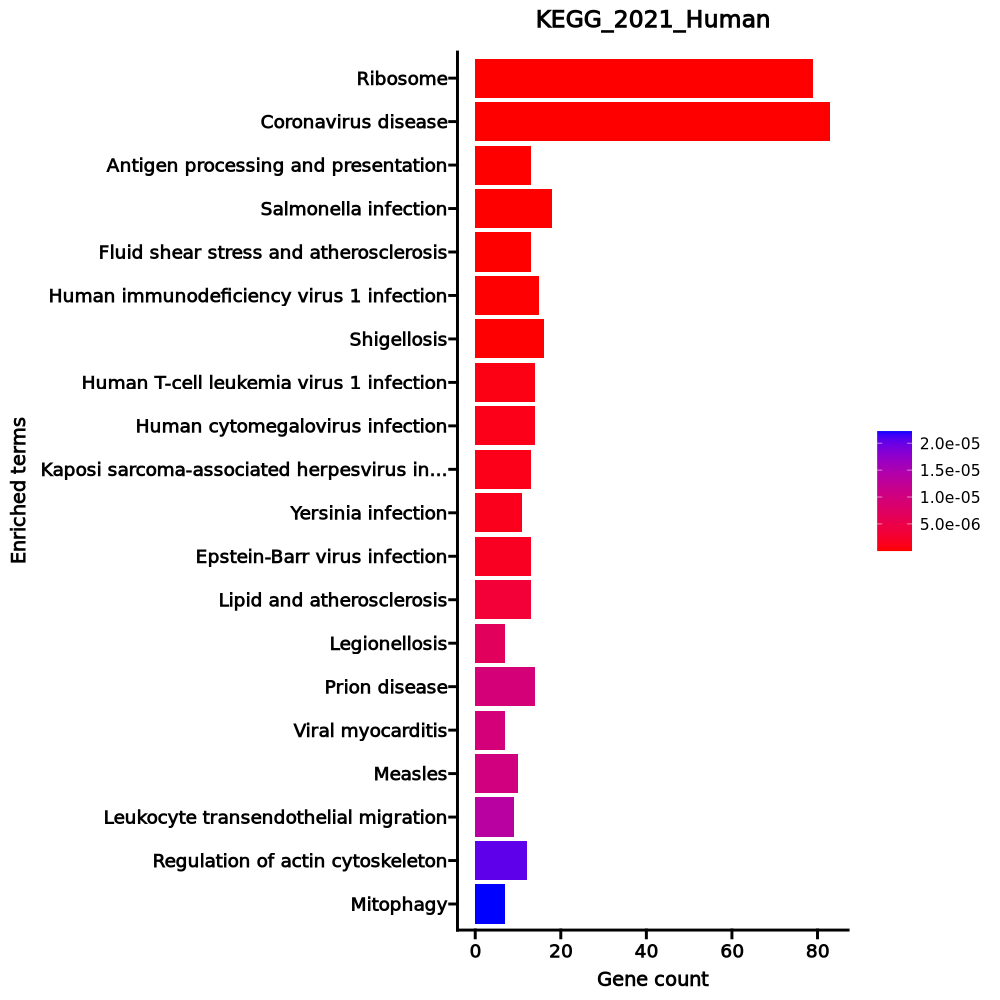 KEGG_2021_Human
Ribosome
Coronavirus disease
Antigen processing and presentation
Salmonella infection
Fluid shear stress and atherosclerosis
Human immunodeficiency virus 1 infection
Shigellosis
Human T-cell leukemia virus 1 infection
Human cytomegalovirus infection
Kaposi sarcoma-associated herpesvirus in...
Yersinia infection
Epstein-Barr virus infection
Lipid and atherosclerosis
Legionellosis
Prion disease
Viral myocarditis
Measles
Leukocyte transendothelial migration
Regulation of actin cytoskeleton
Mitophagy
Enriched terms
0 20 40 60 80
Gene count
2.0e-05
1.5e-05
1.0e-05
5.0e-06